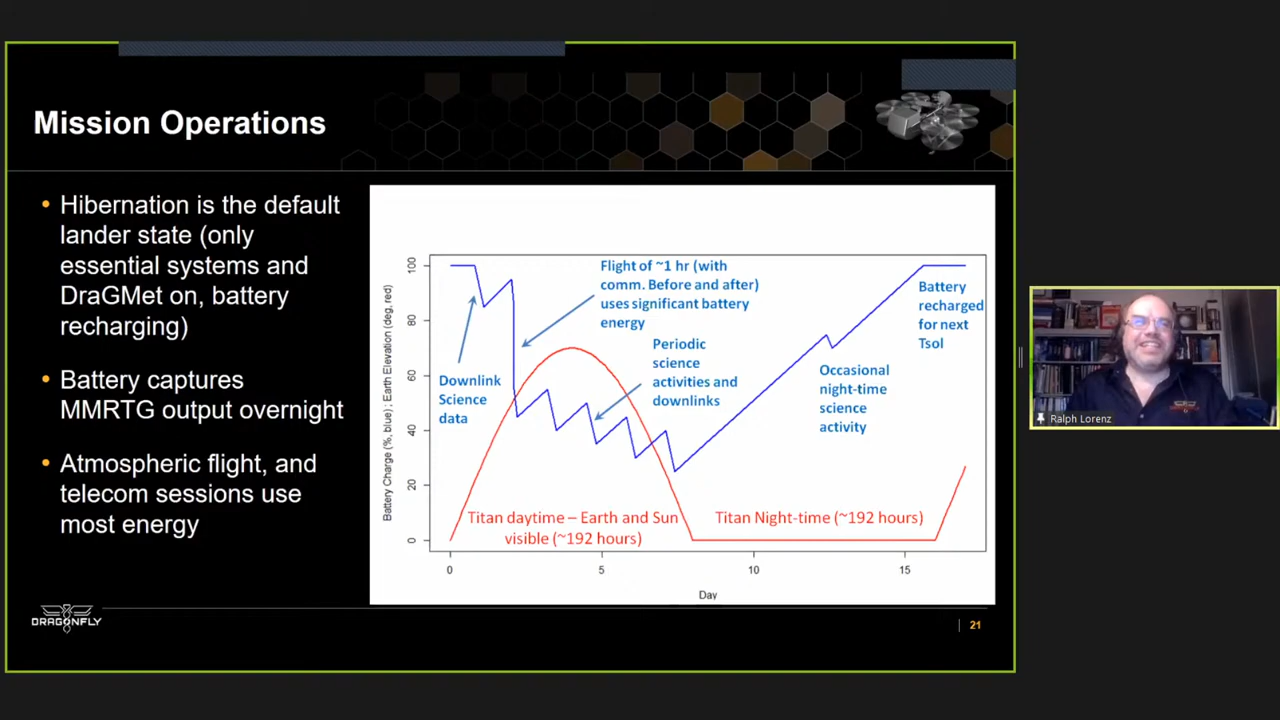 Mission Operations
• Hibernation is the default
lander state (only
essential systems and
DraGMet on, battery
recharging)
• Battery captures
MMRTG output overnight
• Atmospheric flight, and
telecom sessions use
most energy
Battery Charge (%, blue) ; Earth Elevation (deg, red)
100
80
60
40
20
0
Flight of ~1 hr (with
comm. Before and after)
uses significant battery
energy
Battery
recharged
for next
Tsol
Periodic
science
activities and
downlinks
Downlink
Science
data
Occasional
night-time
science
activity
Titan daytime – Earth and Sun
visible (~192 hours)
Titan Night-time (~192 hours)
0 5 10 15
Day
DRAGONFLY
21
Ralph Lorenz